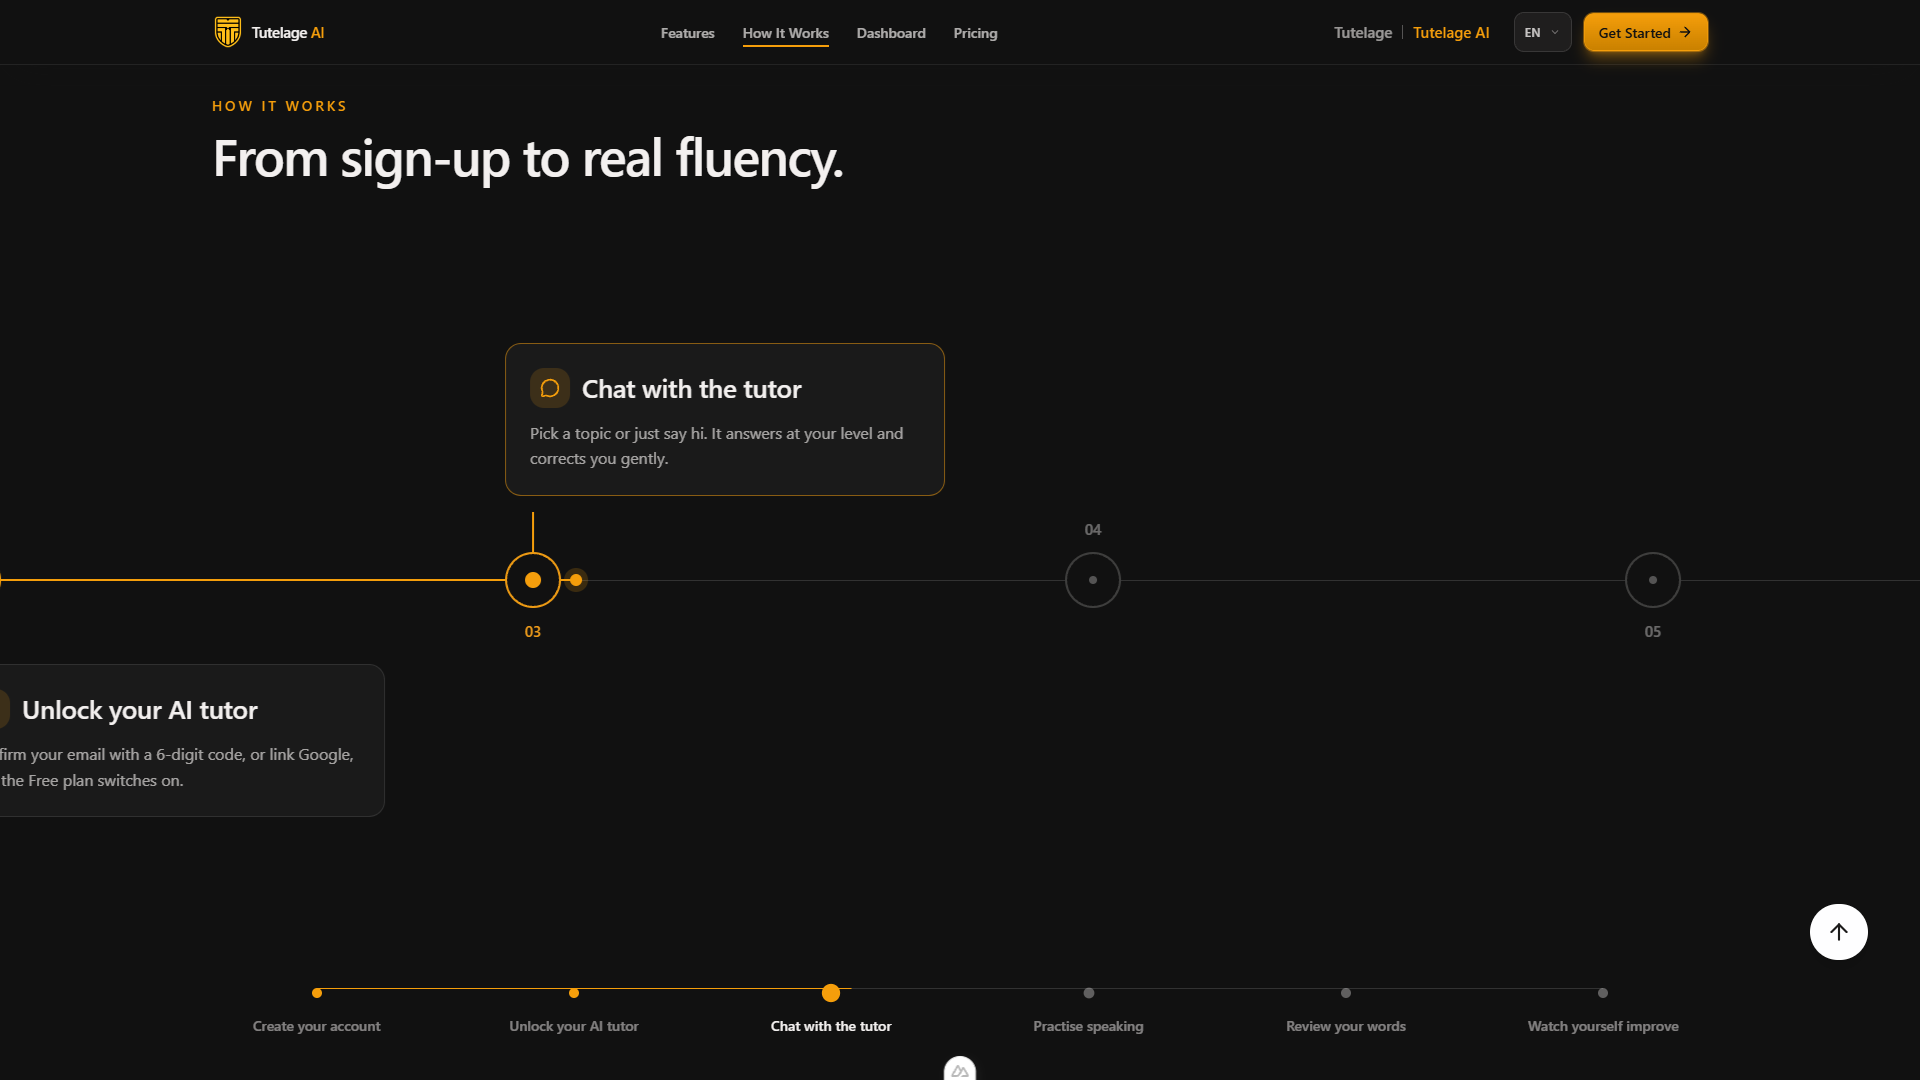 Tutelage AI
Features
How It Works
Dashboard
Pricing
Tutelage
Tutelage AI
EN
Get Started
HOW IT WORKS
From sign-up to real fluency.
Chat with the tutor
Pick a topic or just say hi. It answers at your level and
corrects you gently.
04
03
05
Unlock your AI tutor
firm your email with a 6-digit code, or link Google,
the Free plan switches on.
Create your account
Unlock your AI tutor
Chat with the tutor
Practise speaking
Review your words
Watch yourself improve